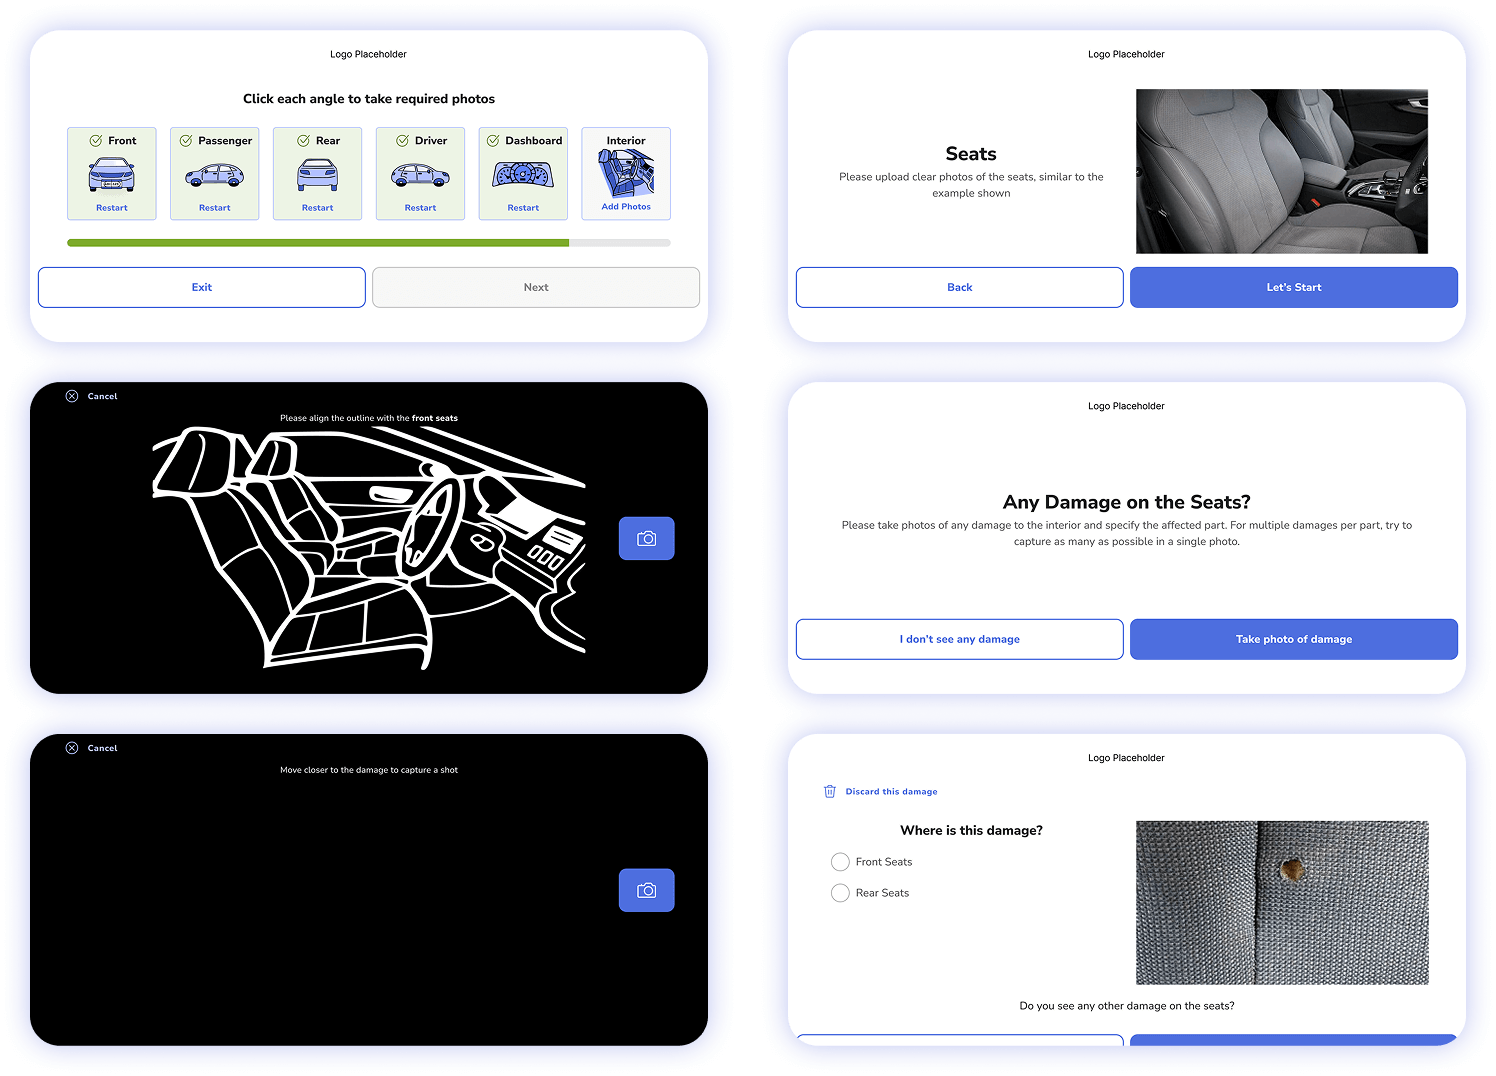 Logo Placeholder
Click each angle to take required photos
Front
Passenger
Rear
Driver
Dashboard
Interior
Restart
Restart
Restart
Restart
Restart
Add Photos
Exit
Next
Logo Placeholder
Seats
Please upload clear photos of the seats, similar to the
example shown
Back
Let's Start
Cancel
Please align the outline with the front seats
Logo Placeholder
Any Damage on the Seats?
Please take photos of any damage to the interior and specify the affected part. For multiple damages per part, try to
capture as many as possible in a single photo.
I don't see any damage
Take photo of damage
Cancel
Move closer to the damage to capture a shot
Logo Placeholder
Discard this damage
Where is this damage?
Front Seats
Rear Seats
Do you see any other damage on the seats?